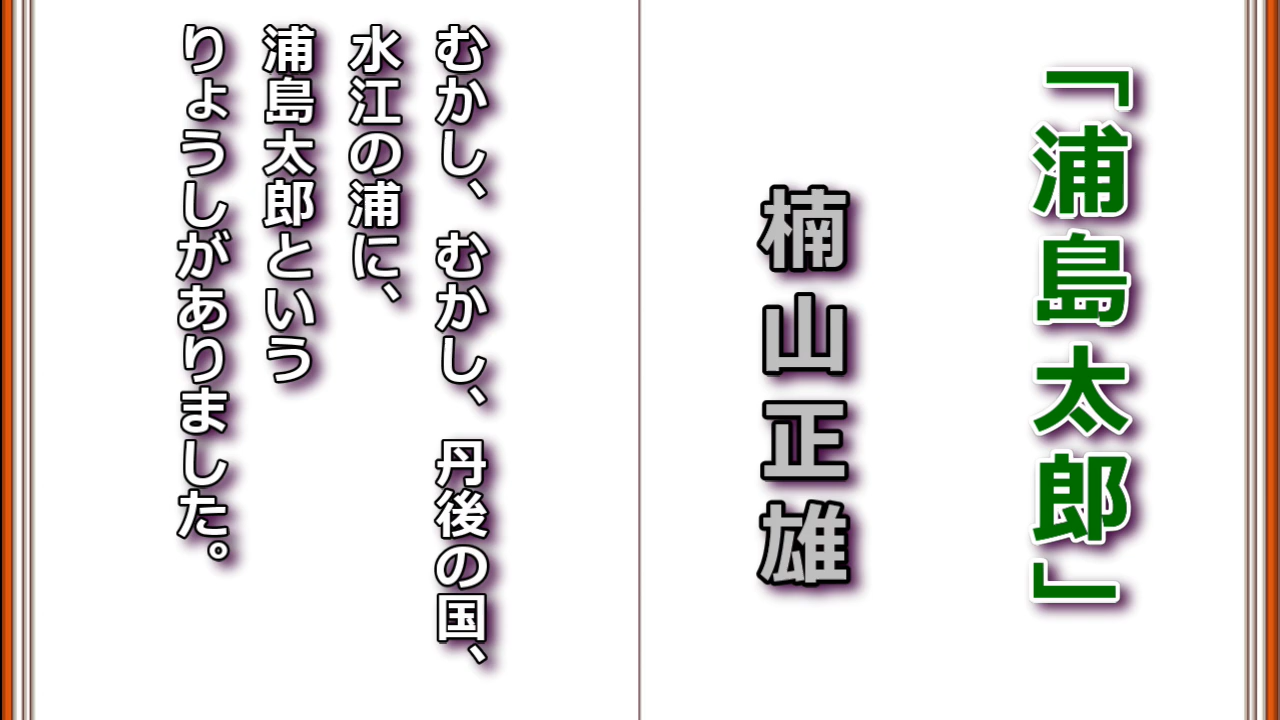 「浦島太郎」
楠山正雄
むかし、むかし、丹後の国、
水江の浦に、
浦島太郎という
りょうしがありました。